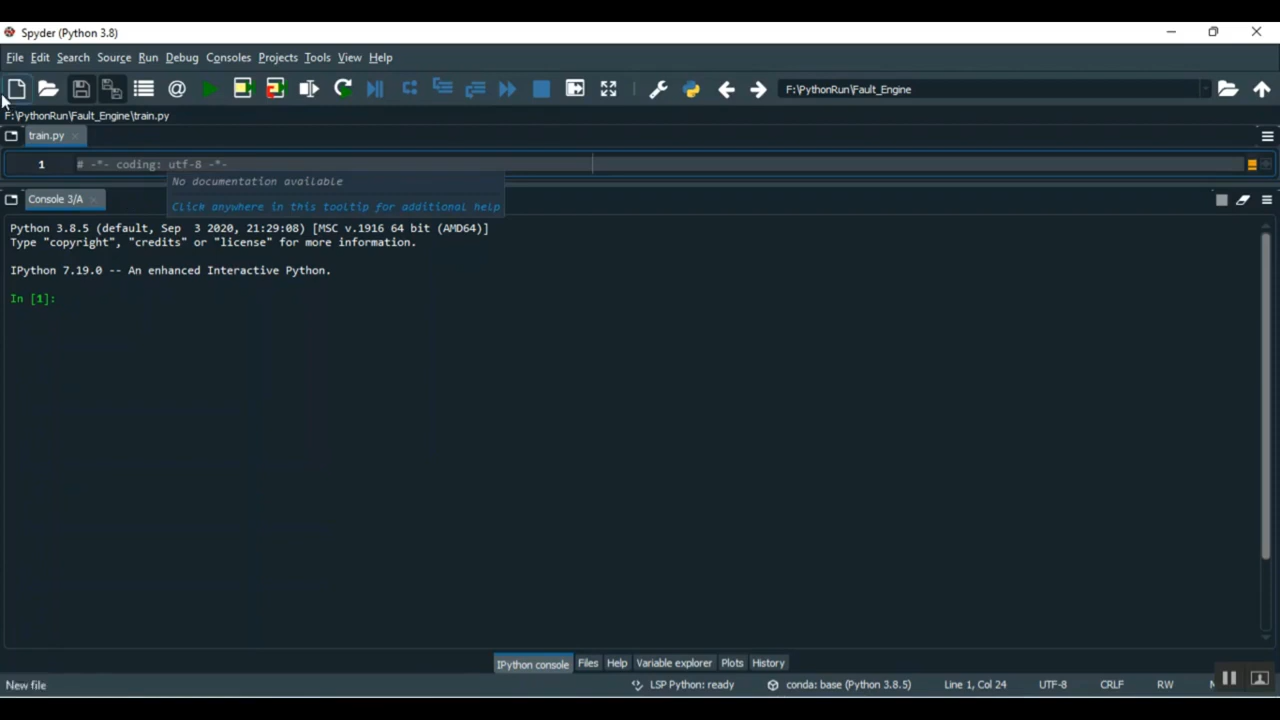 Spyder (Python 3.8)
File Edit Search Source Run Debug Consoles Projects Tools View Help
F:\PythonRun\Fault_Engine
F:\PythonRun\Fault_Engine\train.py
train.py
1 # -*- coding: utf-8 -*-
No documentation available
Click anywhere in this tooltip for additional help
Console 3/A
Python 3.8.5 (default, Sep  3 2020, 21:29:08) [MSC v.1916 64 bit (AMD64)]
Type "copyright", "credits" or "license" for more information.
IPython 7.19.0 -- An enhanced Interactive Python.
In [1]:
IPython console Files Help Variable explorer Plots History
New file LSP Python: ready conda: base (Python 3.8.5) Line 1, Col 24 UTF-8 CRLF RW